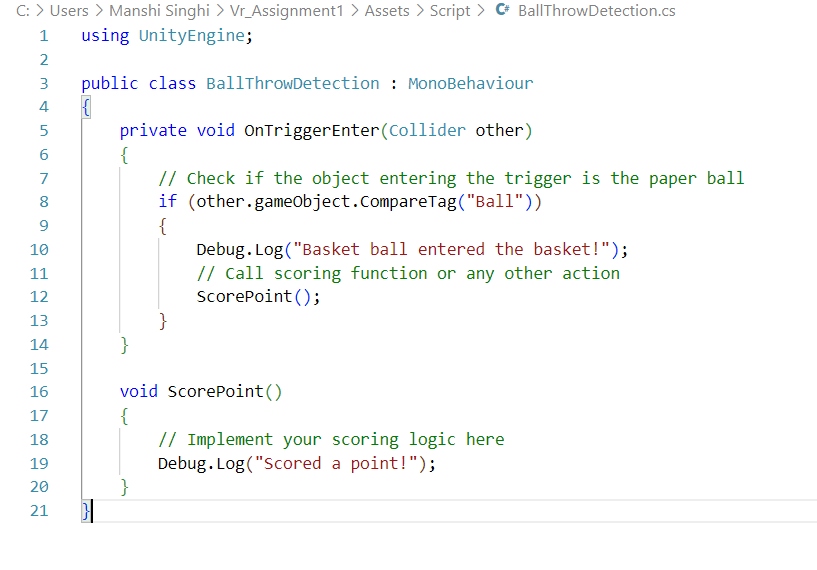 C: > Users > Manshi Singhi > Vr_Assignment1 > Assets > Script > C# BallThrowDetection.cs
1 using UnityEngine;
2
3 public class BallThrowDetection : MonoBehaviour
4 {
5 private void OnTriggerEnter(Collider other)
6 {
7 // Check if the object entering the trigger is the paper ball
8 if (other.gameObject.CompareTag("Ball"))
9 {
10 Debug.Log("Basket ball entered the basket!");
11 // Call scoring function or any other action
12 ScorePoint();
13 }
14 }
15
16 void ScorePoint()
17 {
18 // Implement your scoring logic here
19 Debug.Log("Scored a point!");
20 }
21 }